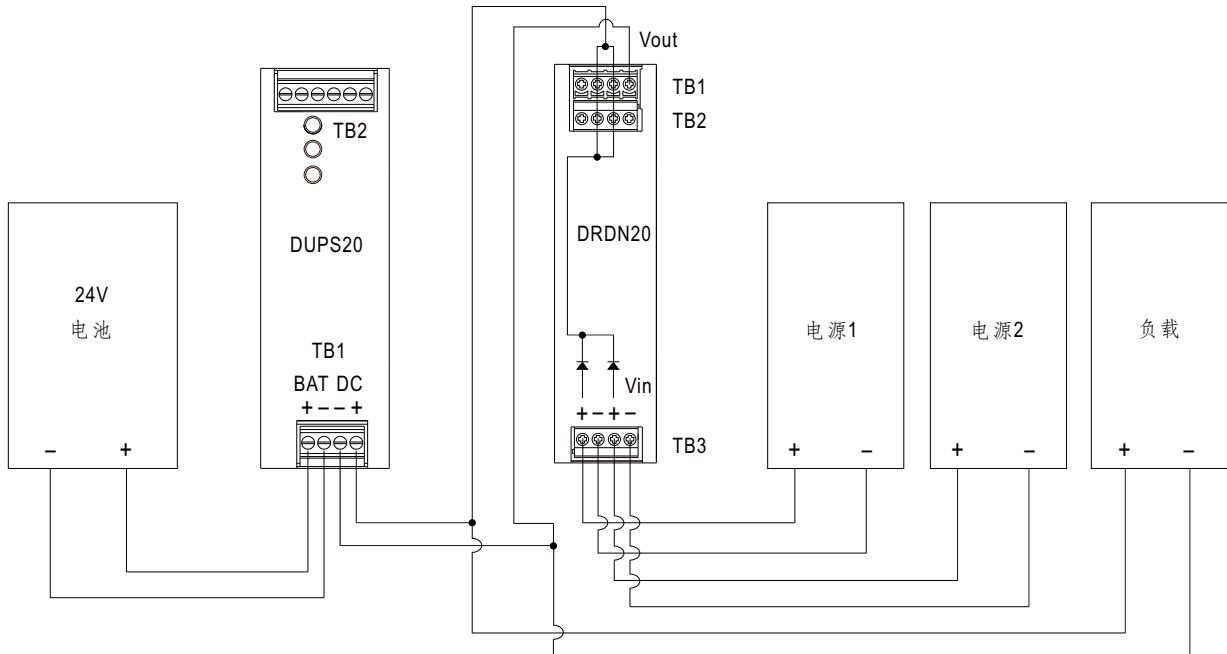 Vout
TB1
TB2
TB2
DUPS20
DRDN20
24V
电池
电源1
电源2
负载
TB1
BAT DC
+ − − +
Vin
+ − + −
TB3
− +
+ −
+ −
+ −